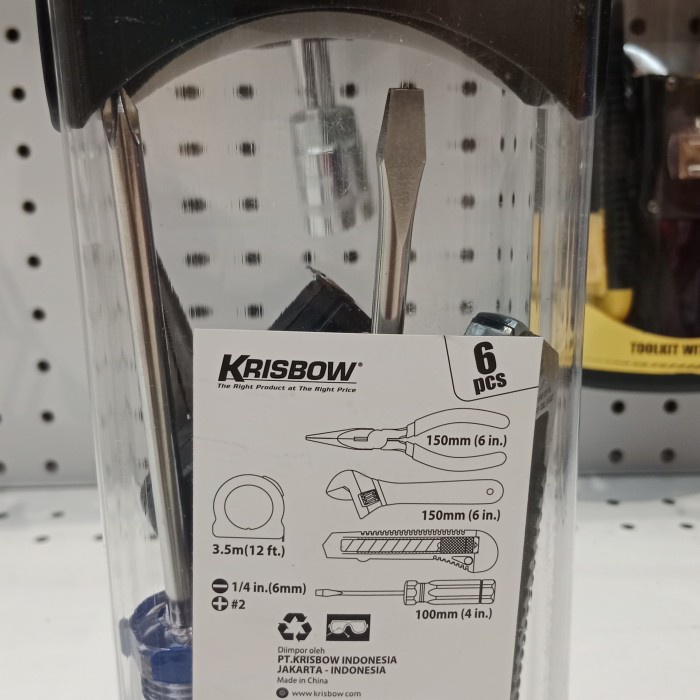 TOOLKIT WIT
KRISBOW®
The Right Product at The Right Price
6
pcs
150mm (6 in.)
150mm (6 in.)
3.5m(12 ft.)
1/4 in.(6mm)
#2
100mm (4 in.)
Diimpor oleh
PT.KRISBOW INDONESIA
JAKARTA - INDONESIA
Made in China
www.krisbow.com